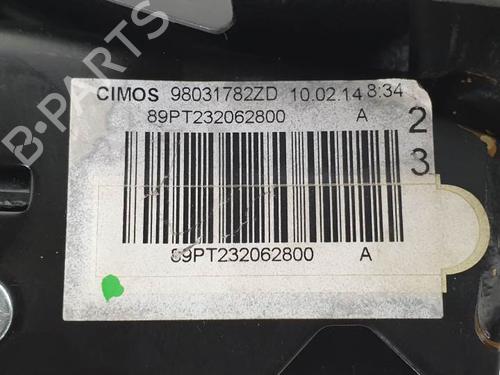 CIMOS 98031782ZD 10.02.14 8:34
89PT232062800 A
2
3
89PT232062800 A
B-PARTS